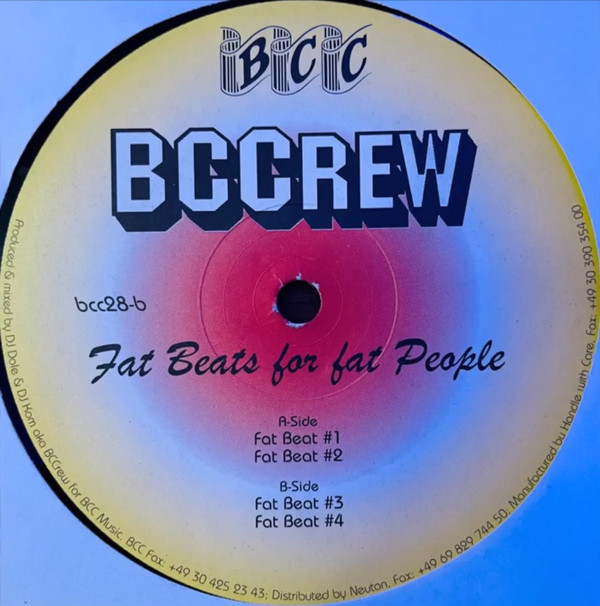 BCC
BCCREW
bcc28-b
Fat Beats for fat People
A-Side
Fat Beat #1
Fat Beat #2
B-Side
Fat Beat #3
Fat Beat #4
Produced & mixed by DJ Dole & DJ Kom aka BCCrew for BCC Music. BCC Fax: +49 30 425 23 43; Distributed by Neuton, Fax: +49 69 829 744 50; Manufactured by Handle with Care, Fax: +49 30 390 354 00